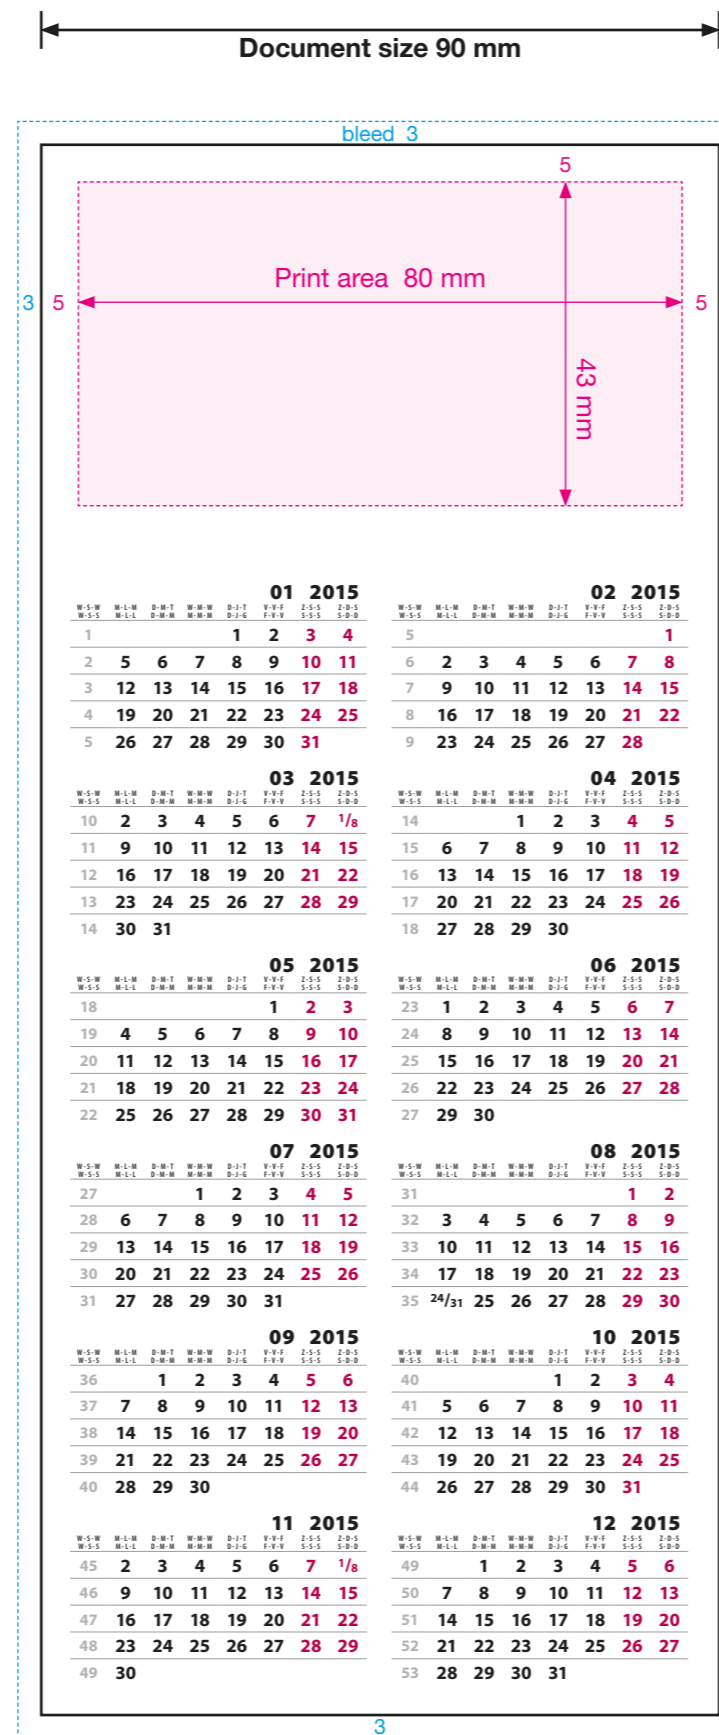 Document size 90 mm
bleed 3
5
Print area 80 mm
3
5
5
43 mm
01 2015
W-S-W M-L-M D-M-T W-M-W D-J-T V-V-F Z-S-S Z-D-S
W-S-S M-L-L D-M-M M-M-M D-J-G F-V-V S-S-S S-D-D
1 1 2 3 4
2 5 6 7 8 9 10 11
3 12 13 14 15 16 17 18
4 19 20 21 22 23 24 25
5 26 27 28 29 30 31
02 2015
W-S-W M-L-M D-M-T W-M-W D-J-T V-V-F Z-S-S Z-D-S
W-S-S M-L-L D-M-M M-M-M D-J-G F-V-V S-S-S S-D-D
5 1
6 2 3 4 5 6 7 8
7 9 10 11 12 13 14 15
8 16 17 18 19 20 21 22
9 23 24 25 26 27 28
03 2015
W-S-W M-L-M D-M-T W-M-W D-J-T V-V-F Z-S-S Z-D-S
W-S-S M-L-L D-M-M M-M-M D-J-G F-V-V S-S-S S-D-D
10 2 3 4 5 6 7 1/8
11 9 10 11 12 13 14 15
12 16 17 18 19 20 21 22
13 23 24 25 26 27 28 29
14 30 31
04 2015
W-S-W M-L-M D-M-T W-M-W D-J-T V-V-F Z-S-S Z-D-S
W-S-S M-L-L D-M-M M-M-M D-J-G F-V-V S-S-S S-D-D
14 1 2 3 4 5
15 6 7 8 9 10 11 12
16 13 14 15 16 17 18 19
17 20 21 22 23 24 25 26
18 27 28 29 30
05 2015
W-S-W M-L-M D-M-T W-M-W D-J-T V-V-F Z-S-S Z-D-S
W-S-S M-L-L D-M-M M-M-M D-J-G F-V-V S-S-S S-D-D
18 1 2 3
19 4 5 6 7 8 9 10
20 11 12 13 14 15 16 17
21 18 19 20 21 22 23 24
22 25 26 27 28 29 30 31
06 2015
W-S-W M-L-M D-M-T W-M-W D-J-T V-V-F Z-S-S Z-D-S
W-S-S M-L-L D-M-M M-M-M D-J-G F-V-V S-S-S S-D-D
23 1 2 3 4 5 6 7
24 8 9 10 11 12 13 14
25 15 16 17 18 19 20 21
26 22 23 24 25 26 27 28
27 29 30
07 2015
W-S-W M-L-M D-M-T W-M-W D-J-T V-V-F Z-S-S Z-D-S
W-S-S M-L-L D-M-M M-M-M D-J-G F-V-V S-S-S S-D-D
27 1 2 3 4 5
28 6 7 8 9 10 11 12
29 13 14 15 16 17 18 19
30 20 21 22 23 24 25 26
31 27 28 29 30 31
08 2015
W-S-W M-L-M D-M-T W-M-W D-J-T V-V-F Z-S-S Z-D-S
W-S-S M-L-L D-M-M M-M-M D-J-G F-V-V S-S-S S-D-D
31 1 2
32 3 4 5 6 7 8 9
33 10 11 12 13 14 15 16
34 17 18 19 20 21 22 23
35 24/31 25 26 27 28 29 30
09 2015
W-S-W M-L-M D-M-T W-M-W D-J-T V-V-F Z-S-S Z-D-S
W-S-S M-L-L D-M-M M-M-M D-J-G F-V-V S-S-S S-D-D
36 1 2 3 4 5 6
37 7 8 9 10 11 12 13
38 14 15 16 17 18 19 20
39 21 22 23 24 25 26 27
40 28 29 30
10 2015
W-S-W M-L-M D-M-T W-M-W D-J-T V-V-F Z-S-S Z-D-S
W-S-S M-L-L D-M-M M-M-M D-J-G F-V-V S-S-S S-D-D
40 1 2 3 4
41 5 6 7 8 9 10 11
42 12 13 14 15 16 17 18
43 19 20 21 22 23 24 25
44 26 27 28 29 30 31
11 2015
W-S-W M-L-M D-M-T W-M-W D-J-T V-V-F Z-S-S Z-D-S
W-S-S M-L-L D-M-M M-M-M D-J-G F-V-V S-S-S S-D-D
45 2 3 4 5 6 7 1/8
46 9 10 11 12 13 14 15
47 16 17 18 19 20 21 22
48 23 24 25 26 27 28 29
49 30
12 2015
W-S-W M-L-M D-M-T W-M-W D-J-T V-V-F Z-S-S Z-D-S
W-S-S M-L-L D-M-M M-M-M D-J-G F-V-V S-S-S S-D-D
49 1 2 3 4 5 6
50 7 8 9 10 11 12 13
51 14 15 16 17 18 19 20
52 21 22 23 24 25 26 27
53 28 29 30 31
3